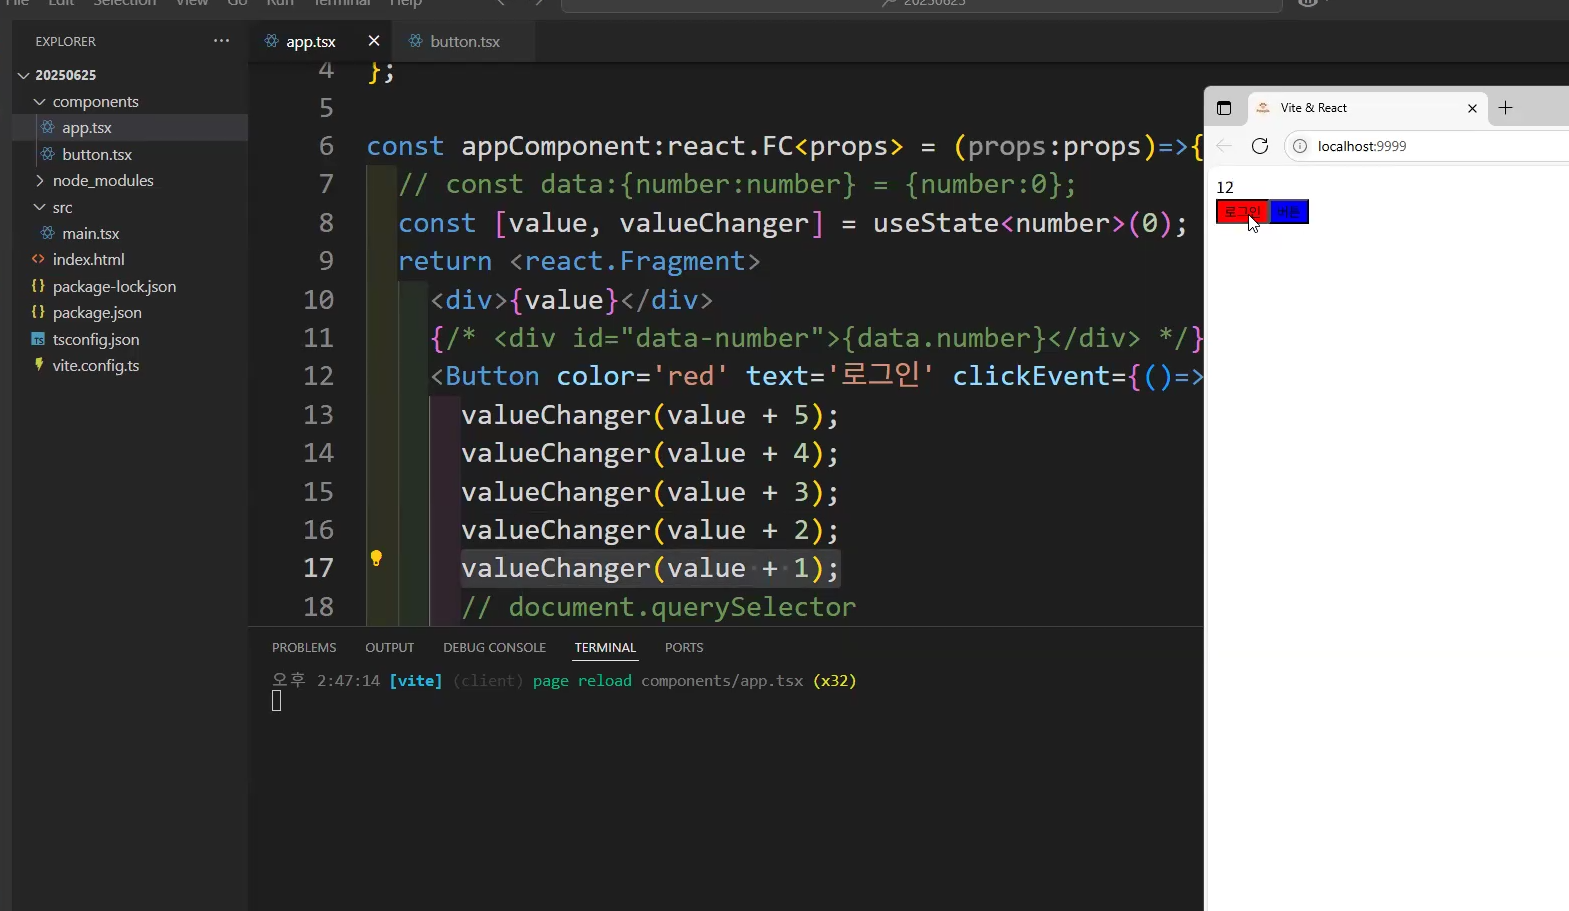 File Edit Selection View Go Run Terminal Help 20250625
EXPLORER
20250625
components
app.tsx
button.tsx
node_modules
src
main.tsx
index.html
package-lock.json
package.json
tsconfig.json
vite.config.ts
app.tsx button.tsx
4 };
5
6 const appComponent:react.FC<props> = (props:props)=>{
7 // const data:{number:number} = {number:0};
8 const [value, valueChanger] = useState<number>(0);
9 return <react.Fragment>
10 <div>{value}</div>
11 {/* <div id="data-number">{data.number}</div> */}
12 <Button color='red' text='로그인' clickEvent={()=>
13 valueChanger(value + 5);
14 valueChanger(value + 4);
15 valueChanger(value + 3);
16 valueChanger(value + 2);
17 valueChanger(value + 1);
18 // document.querySelector
PROBLEMS OUTPUT DEBUG CONSOLE TERMINAL PORTS
오후 2:47:14 [vite] (client) page reload components/app.tsx (x32)
Vite & React
localhost:9999
12
로그인 버튼